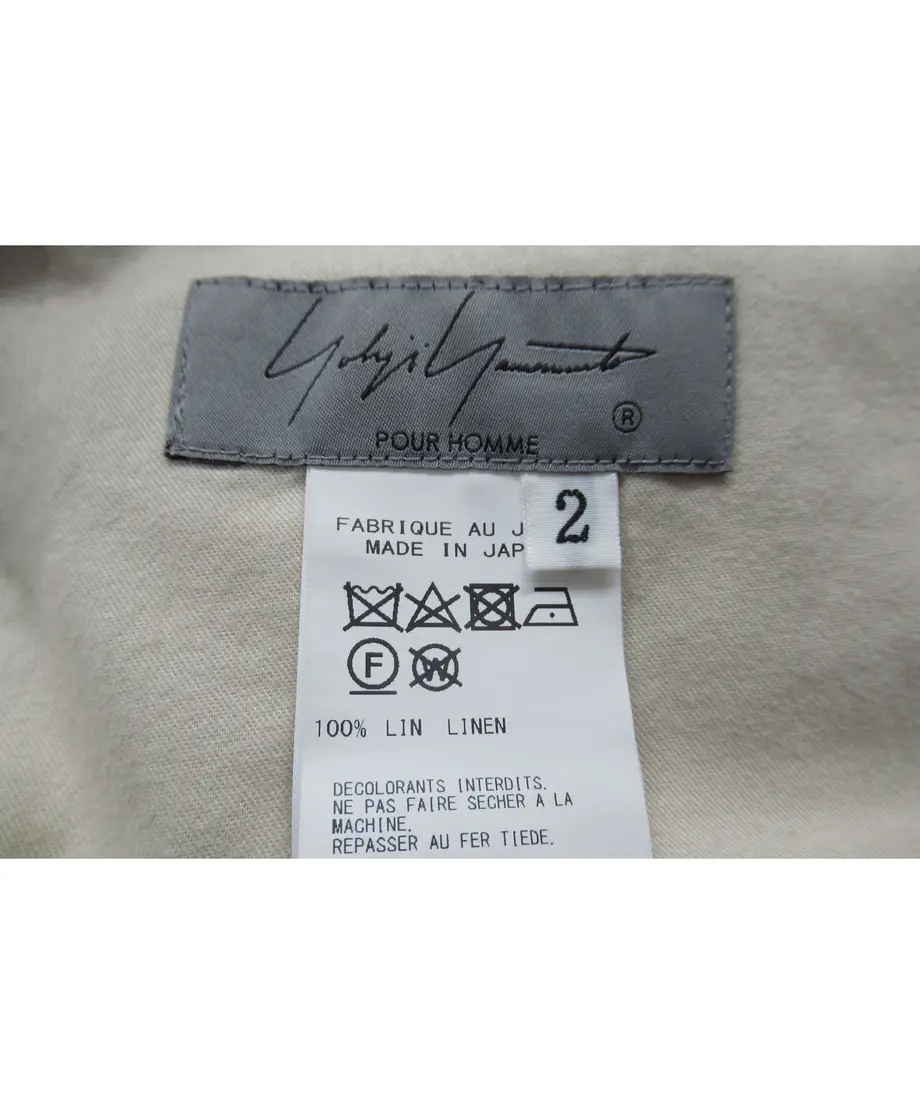 Yohji Yamamoto
®
POUR HOMME
2
FABRIQUE AU J
MADE IN JAP
F
W
100% LIN LINEN
DECOLORANTS INTERDITS.
NE PAS FAIRE SECHER A LA
MACHINE.
REPASSER AU FER TIEDE.